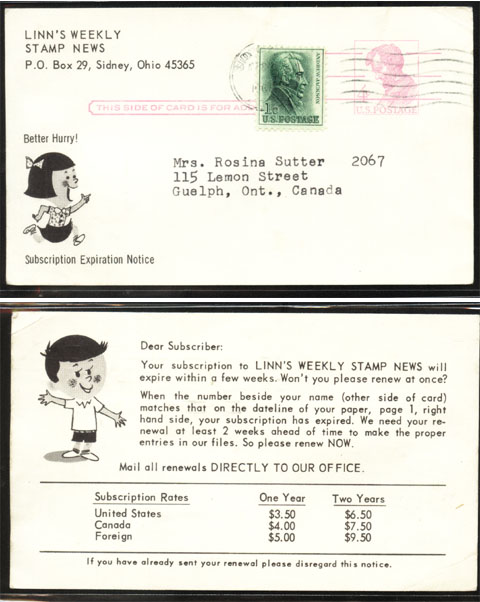 LINN'S WEEKLY
STAMP NEWS
P.O. Box 29, Sidney, Ohio 45365
THIS SIDE OF CARD IS FOR
ANDREW JACKSON
1¢
U.S. POSTAGE
U.S. POSTAGE
Better Hurry!
Mrs. Rosina Sutter 2067
115 Lemon Street
Guelph, Ont., Canada
Subscription Expiration Notice
Dear Subscriber:
Your subscription to LINN'S WEEKLY STAMP NEWS will
expire within a few weeks. Won't you please renew at once?
When the number beside your name (other side of card)
matches that on the dateline of your paper, page 1, right
hand side, your subscription has expired. We need your re-
newal at least 2 weeks ahead of time to make the proper
entries in our files. So please renew NOW.
Mail all renewals DIRECTLY TO OUR OFFICE.
Subscription Rates One Year Two Years
United States $3.50 $6.50
Canada $4.00 $7.50
Foreign $5.00 $9.50
If you have already sent your renewal please disregard this notice.